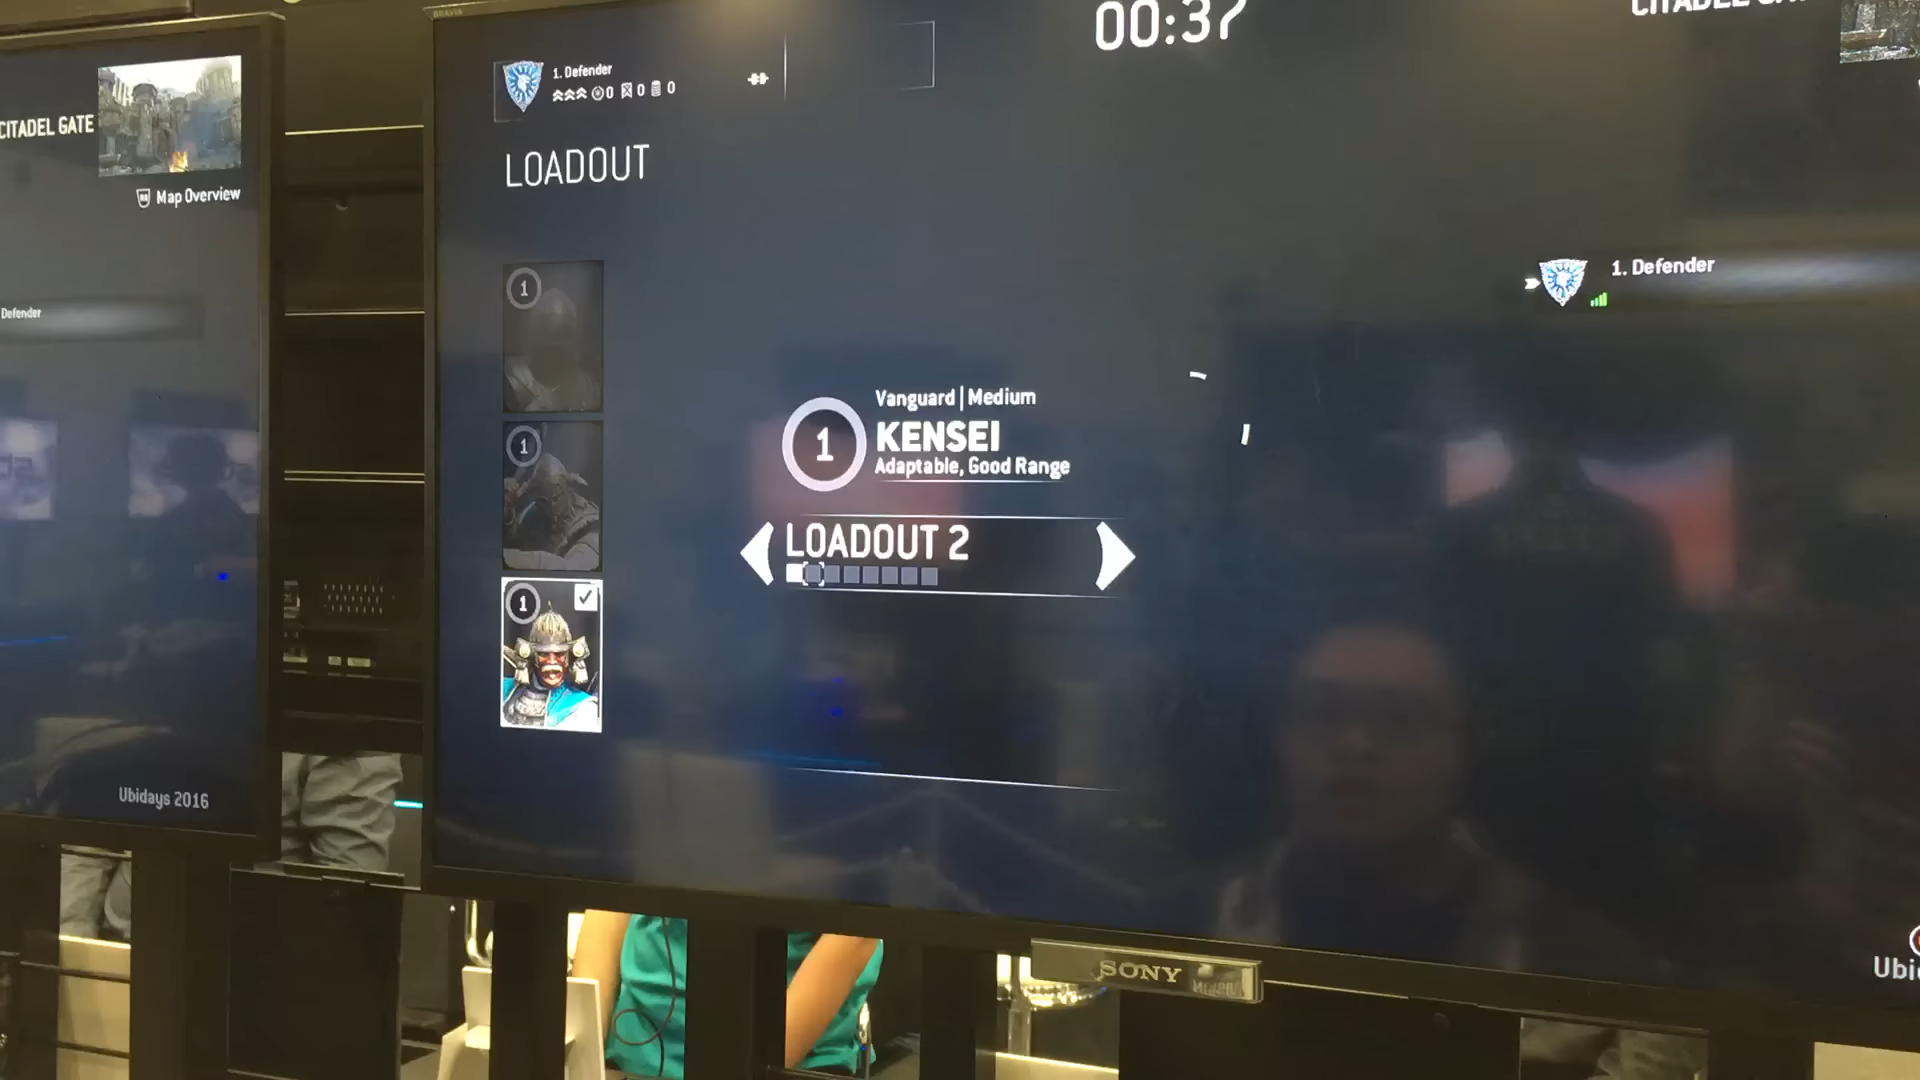 CITADEL GATE
Map Overview
Defender
Ubidays 2016
BRAVIA
00:37
1. Defender
0 0 0
LOADOUT
1
1
1
Vanguard | Medium
1
KENSEI
Adaptable, Good Range
LOADOUT 2
1. Defender
SONY